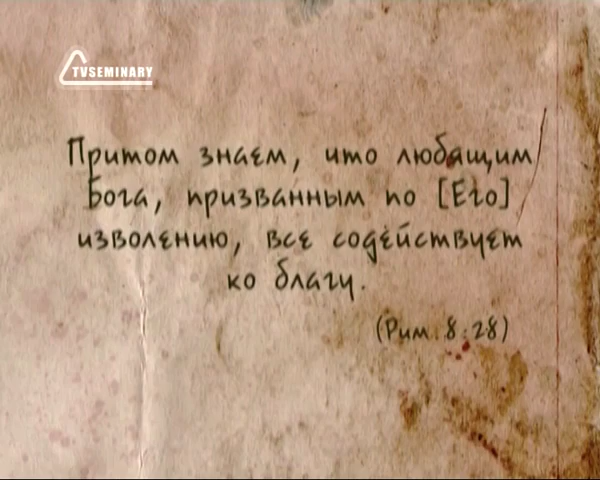 TVSEMINARY
Притом знаем, что любящим
Бога, призванным по [Его]
изволению, все содействует
ко благу.
(Рим. 8:28)